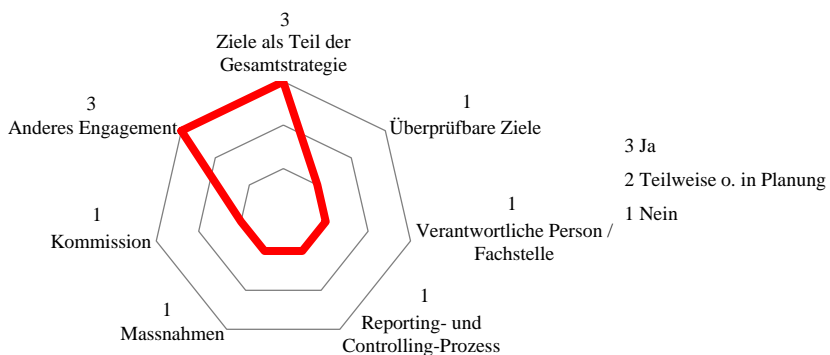 3
Ziele als Teil der
Gesamtstrategie
1
Überprüfbare Ziele
1
Verantwortliche Person /
Fachstelle
1
Reporting- und
Controlling-Prozess
1
Massnahmen
1
Kommission
3
Anderes Engagement
3 Ja
2 Teilweise o. in Planung
1 Nein